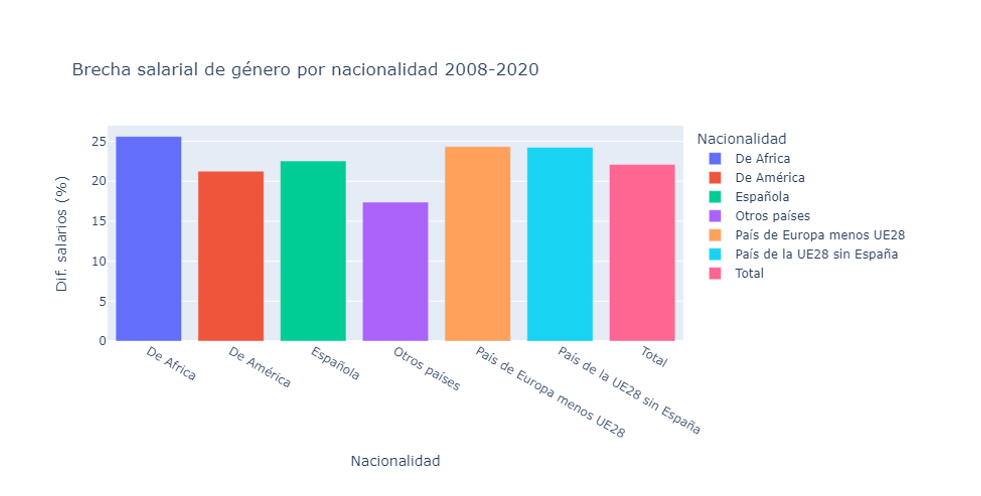 Brecha salarial de género por nacionalidad 2008-2020
Dif. salarios (%)
25
20
15
10
5
0
De Africa
De América
Española
Otros países
País de Europa menos UE28
País de la UE28 sin España
Total
Nacionalidad
Nacionalidad
De Africa
De América
Española
Otros países
País de Europa menos UE28
País de la UE28 sin España
Total